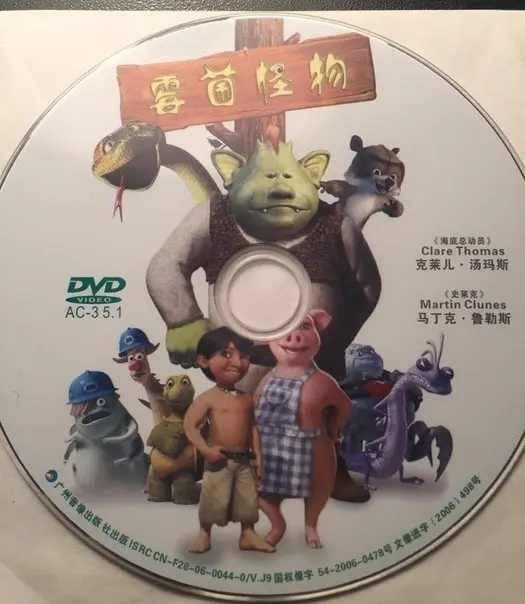 雲茵怪物
《海底总动员》
Clare Thomas
克莱儿·汤玛斯
DVD
VIDEO
AC-3 5.1
《史莱克》
Martin Clunes
马丁克·鲁勒斯
广州音像出版社出版 ISRC CN-F28-06-0044-0/V.J9 国权像字 54-2006-0478号 文像进字 (2006) 498号